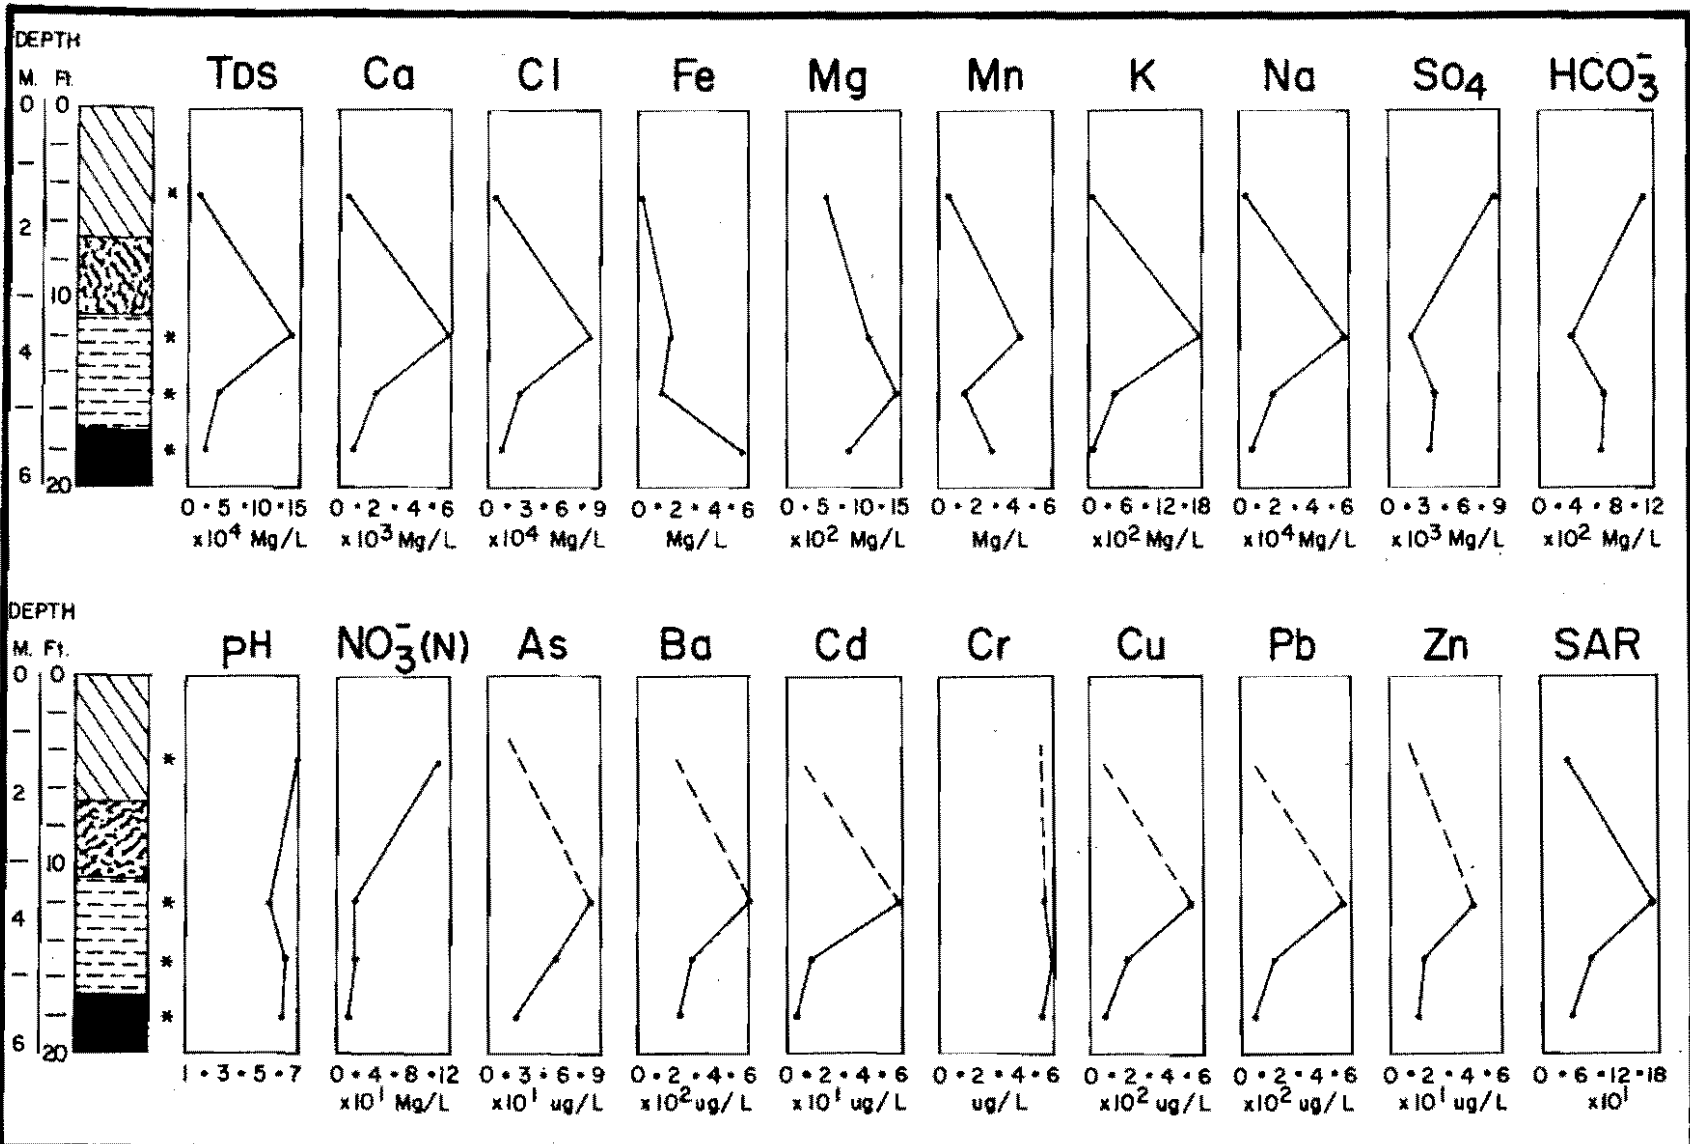 DEPTH
M. Ft. TDS Ca Cl Fe Mg Mn K Na So4 HCO3-
0 0
2
10
4
6 20
*
*
*
*
0 • 5 • 10 • 15 0 • 2 • 4 • 6 0 • 3 • 6 • 9 0 • 2 • 4 • 6 0 • 5 • 10 • 15 0 • 2 • 4 • 6 0 • 6 • 12 • 18 0 • 2 • 4 • 6 0 • 3 • 6 • 9 0 • 4 • 8 • 12
x10⁴ Mg/L x10³ Mg/L x10⁴ Mg/L Mg/L x10² Mg/L Mg/L x10² Mg/L x10⁴ Mg/L x10³ Mg/L x10² Mg/L
DEPTH
M. Ft. pH NO3-(N) As Ba Cd Cr Cu Pb Zn SAR
0 0
2
10
4
6 20
*
*
*
*
1 • 3 • 5 • 7 0 • 4 • 8 • 12 0 • 3 • 6 • 9 0 • 2 • 4 • 6 0 • 2 • 4 • 6 0 • 2 • 4 • 6 0 • 2 • 4 • 6 0 • 2 • 4 • 6 0 • 2 • 4 • 6 0 • 6 • 12 • 18
x10¹ Mg/L x10¹ ug/L x10² ug/L x10¹ ug/L ug/L x10² ug/L x10² ug/L x10¹ ug/L x10¹